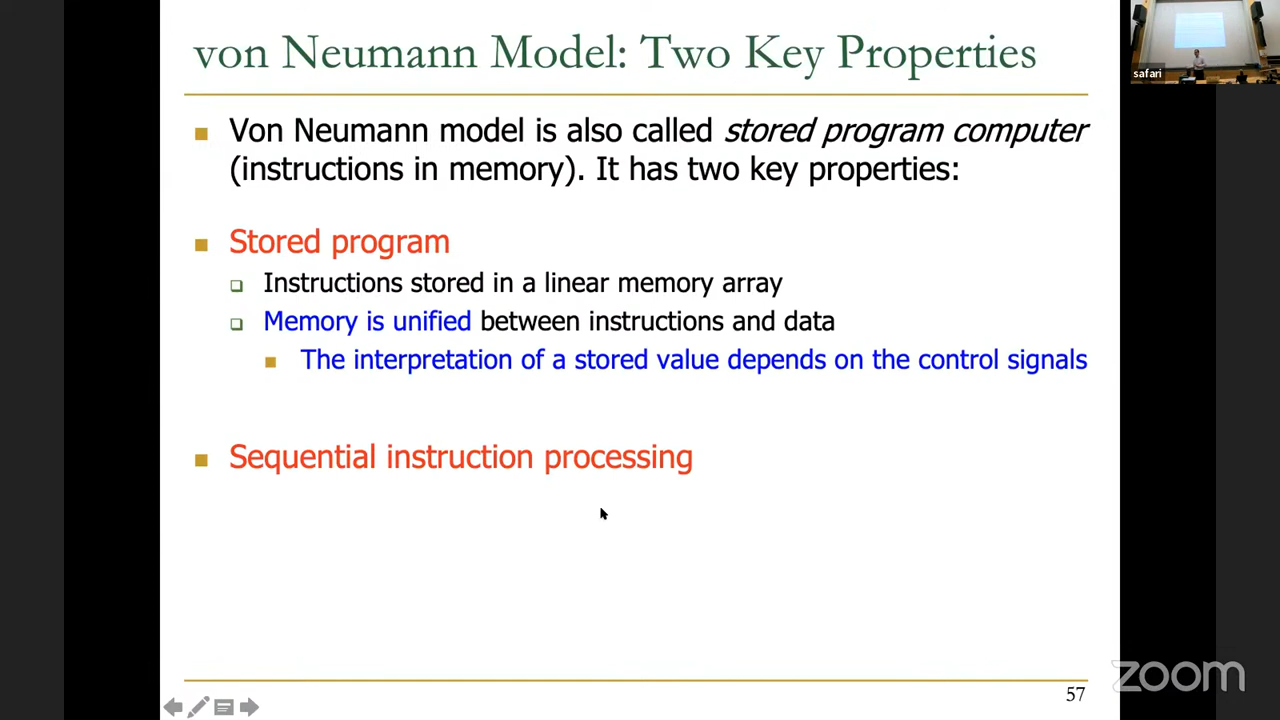 von Neumann Model: Two Key Properties
Von Neumann model is also called stored program computer
(instructions in memory). It has two key properties:
Stored program
Instructions stored in a linear memory array
Memory is unified between instructions and data
The interpretation of a stored value depends on the control signals
Sequential instruction processing
57
safari
zoom